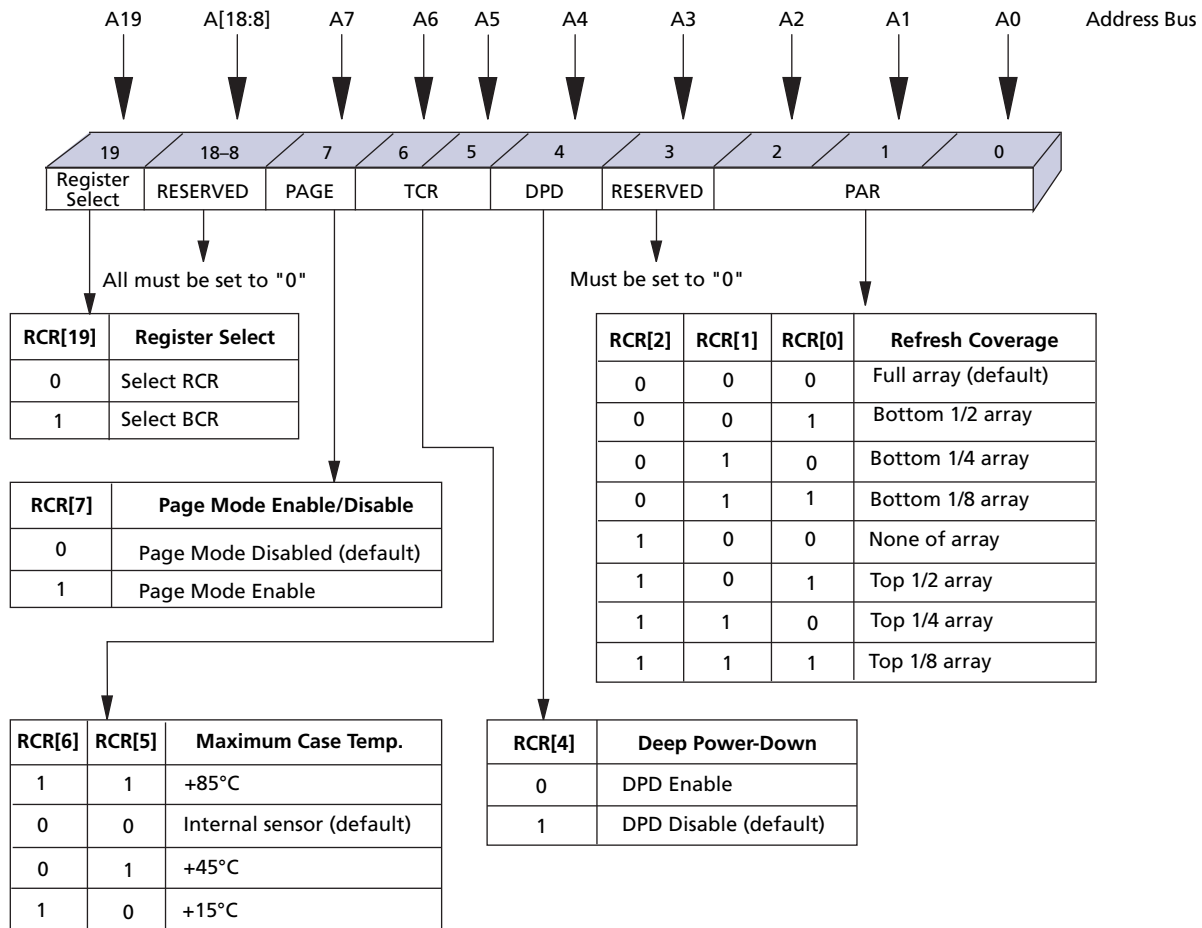 A19 A[18:8] A7 A6 A5 A4 A3 A2 A1 A0 Address Bus
19 18–8 7 6 5 4 3 2 1 0
Register Select RESERVED PAGE TCR DPD RESERVED PAR
All must be set to "0" Must be set to "0"
RCR[19] Register Select
0 Select RCR
1 Select BCR
RCR[2] RCR[1] RCR[0] Refresh Coverage
0 0 0 Full array (default)
0 0 1 Bottom 1/2 array
0 1 0 Bottom 1/4 array
0 1 1 Bottom 1/8 array
1 0 0 None of array
1 0 1 Top 1/2 array
1 1 0 Top 1/4 array
1 1 1 Top 1/8 array
RCR[7] Page Mode Enable/Disable
0 Page Mode Disabled (default)
1 Page Mode Enable
RCR[6] RCR[5] Maximum Case Temp.
1 1 +85°C
0 0 Internal sensor (default)
0 1 +45°C
1 0 +15°C
RCR[4] Deep Power-Down
0 DPD Enable
1 DPD Disable (default)